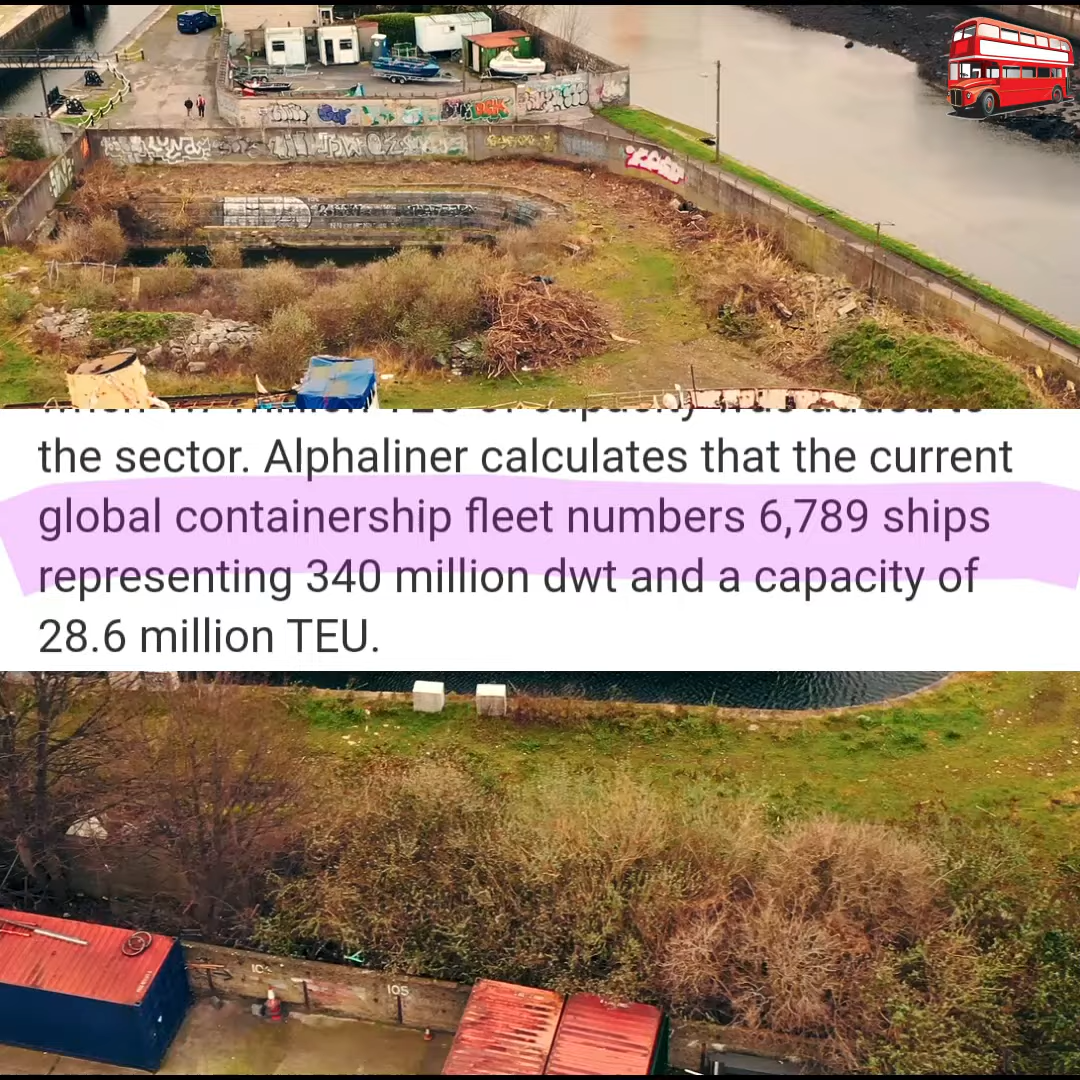 the sector. Alphaliner calculates that the current
global containership fleet numbers 6,789 ships
representing 340 million dwt and a capacity of
28.6 million TEU.
105